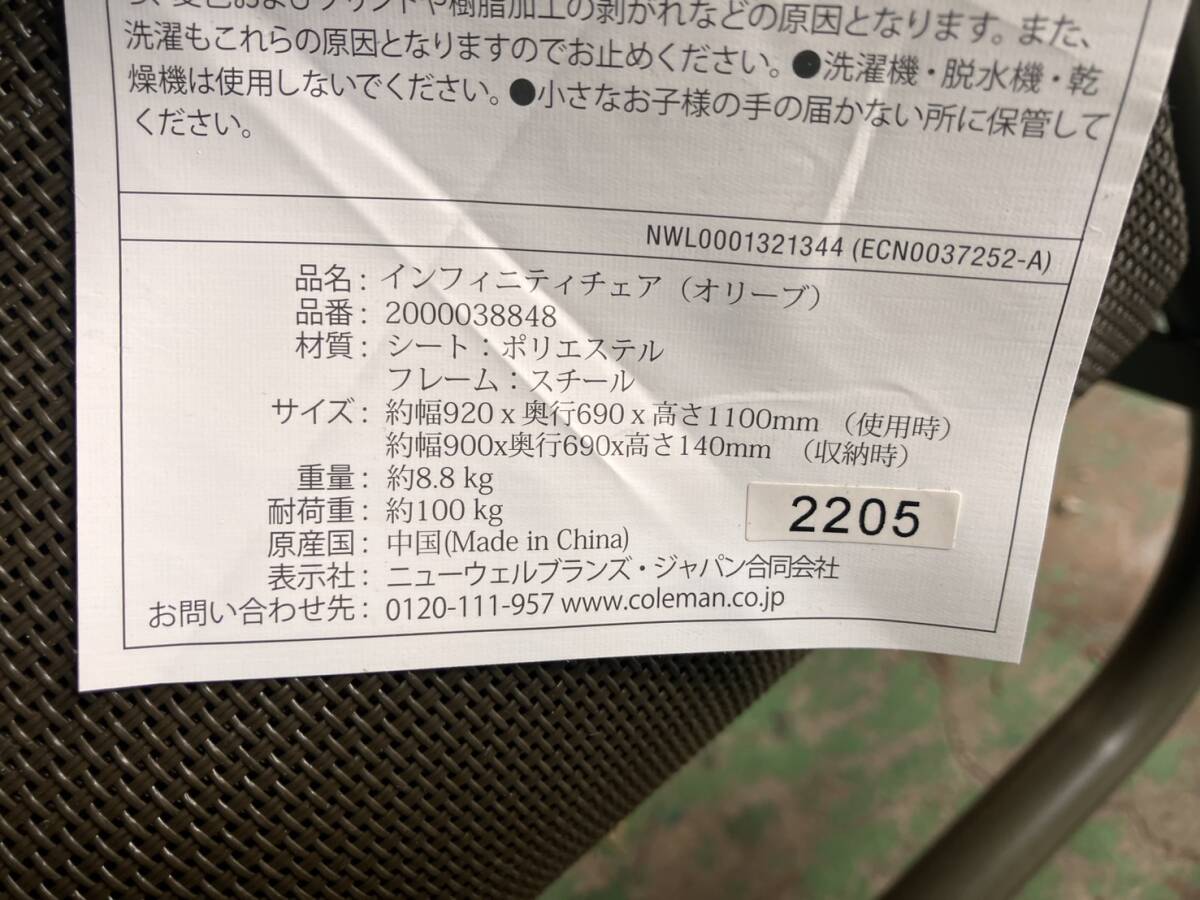 変色およびプリントや樹脂加工の剥がれなどの原因となります。また、
洗濯もこれらの原因となりますのでお止めください。●洗濯機・脱水機・乾
燥機は使用しないでください。●小さなお子様の手の届かない所に保管して
ください。
NWL0001321344 (ECN0037252-A)
品名：インフィニティチェア（オリーブ）
品番：2000038848
材質：シート：ポリエステル
フレーム：スチール
サイズ：約幅920 x 奥行690 x 高さ1100mm （使用時）
約幅900x奥行690x高さ140mm （収納時）
重量：約8.8 kg
耐荷重：約100 kg
2205
原産国：中国(Made in China)
表示社：ニューウェルブランズ・ジャパン合同会社
お問い合わせ先：0120-111-957 www.coleman.co.jp